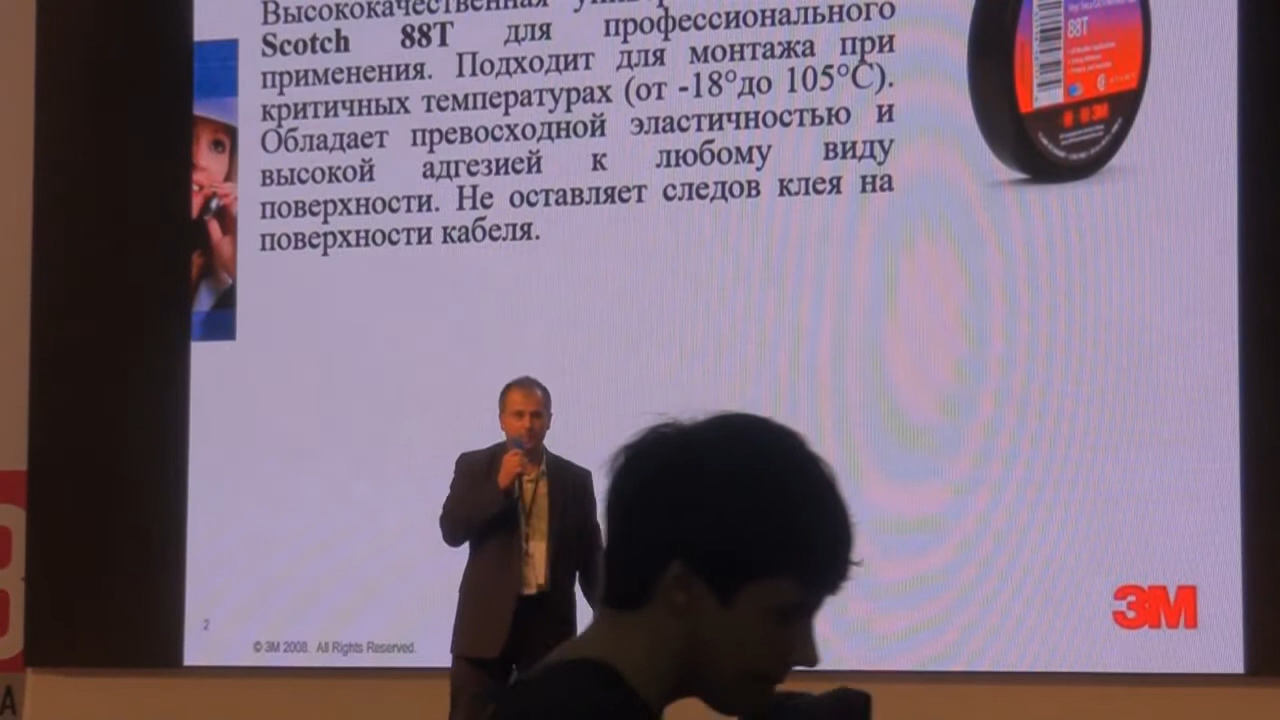 Высококачественная
Scotch 88T для профессионального
применения. Подходит для монтажа при
критичных температурах (от -18°до 105°C).
Обладает превосходной эластичностью и
высокой адгезией к любому виду
поверхности. Не оставляет следов клея на
поверхности кабеля.
88T
3M
3M
2
© 3M 2008. All Rights Reserved.
А